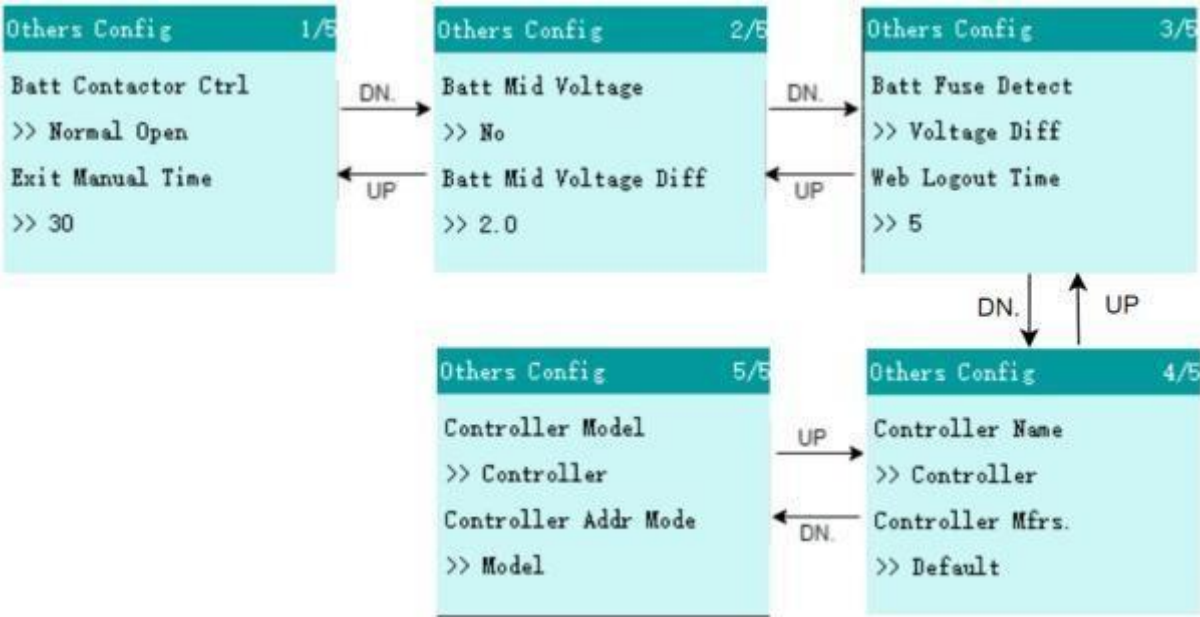 Others Config 1/5
Batt Contactor Ctrl
>> Normal Open
Exit Manual Time
>> 30
DN.
UP
Others Config 2/5
Batt Mid Voltage
>> No
Batt Mid Voltage Diff
>> 2.0
DN.
UP
Others Config 3/5
Batt Fuse Detect
>> Voltage Diff
Web Logout Time
>> 5
DN. UP
Others Config 5/5
Controller Model
>> Controller
Controller Addr Mode
>> Model
UP
DN.
Others Config 4/5
Controller Name
>> Controller
Controller Mfrs.
>> Default